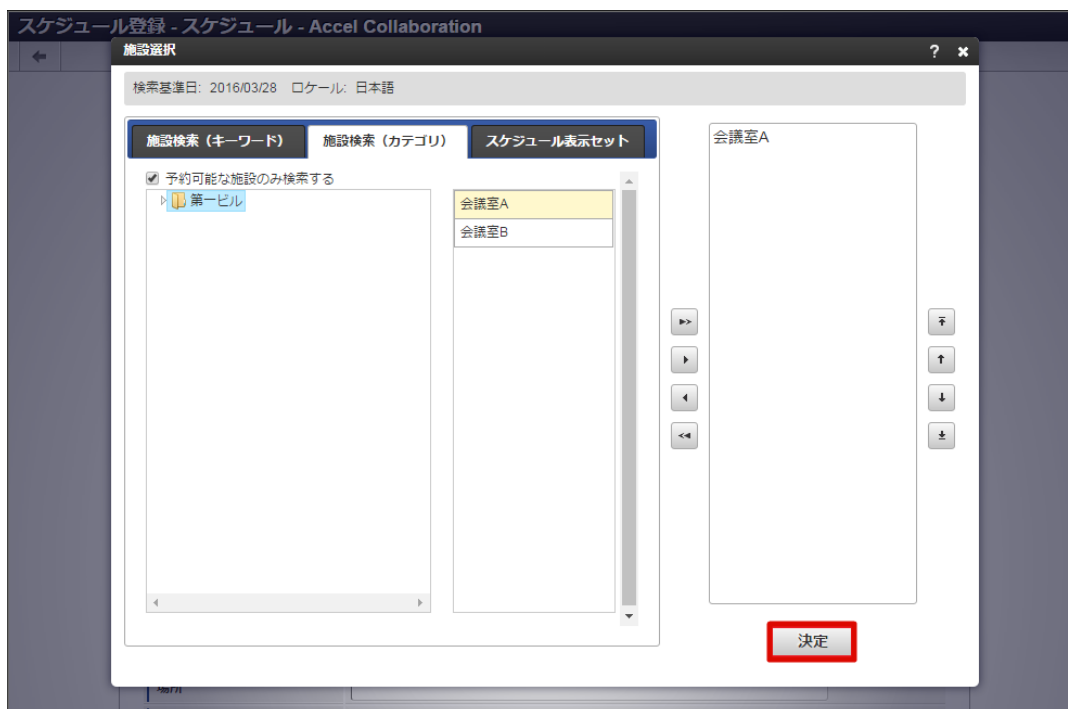 スケジュール登録 - スケジュール - Accel Collaboration
施設選択
? ×
検索基準日: 2016/03/28 ロケール: 日本語
施設検索（キーワード） 施設検索（カテゴリ） スケジュール表示セット
予約可能な施設のみ検索する
第一ビル
会議室A
会議室B
会議室A
決定
場所